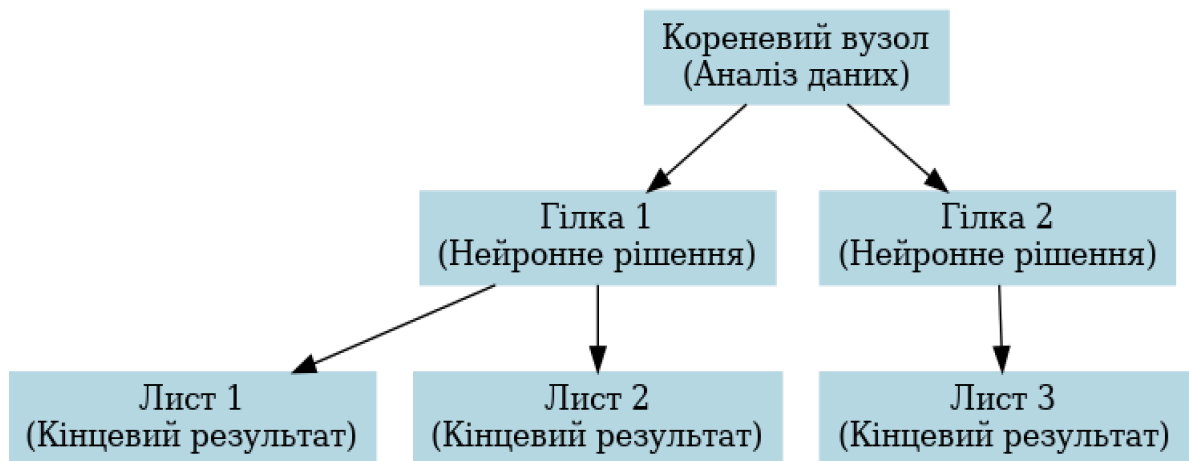 Кореневий вузол
(Аналіз даних)
Гілка 1
(Нейронне рішення)
Гілка 2
(Нейронне рішення)
Лист 1
(Кінцевий результат)
Лист 2
(Кінцевий результат)
Лист 3
(Кінцевий результат)